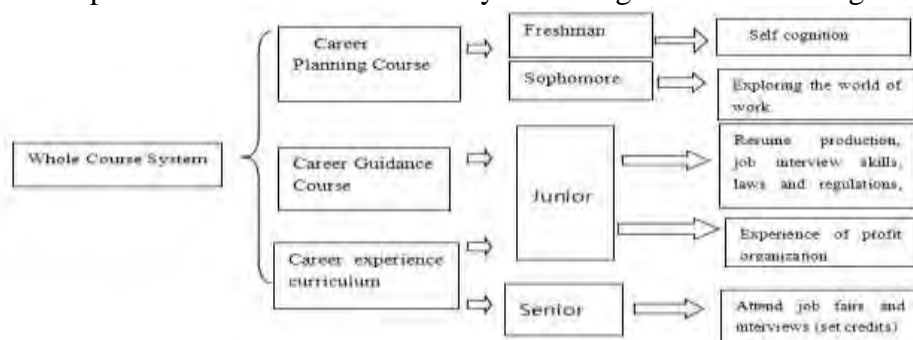 Whole Course System
Career
Planning Course
Career Guidance
Course
Career experience
curriculum
Freshman
Sophomore
Junior
Senior
Self cognition
Exploring the world of
work
Resume production,
job interview skills,
laws and regulations,
Experience of profit
organization
Attend job fairs and
interviews (set credits)